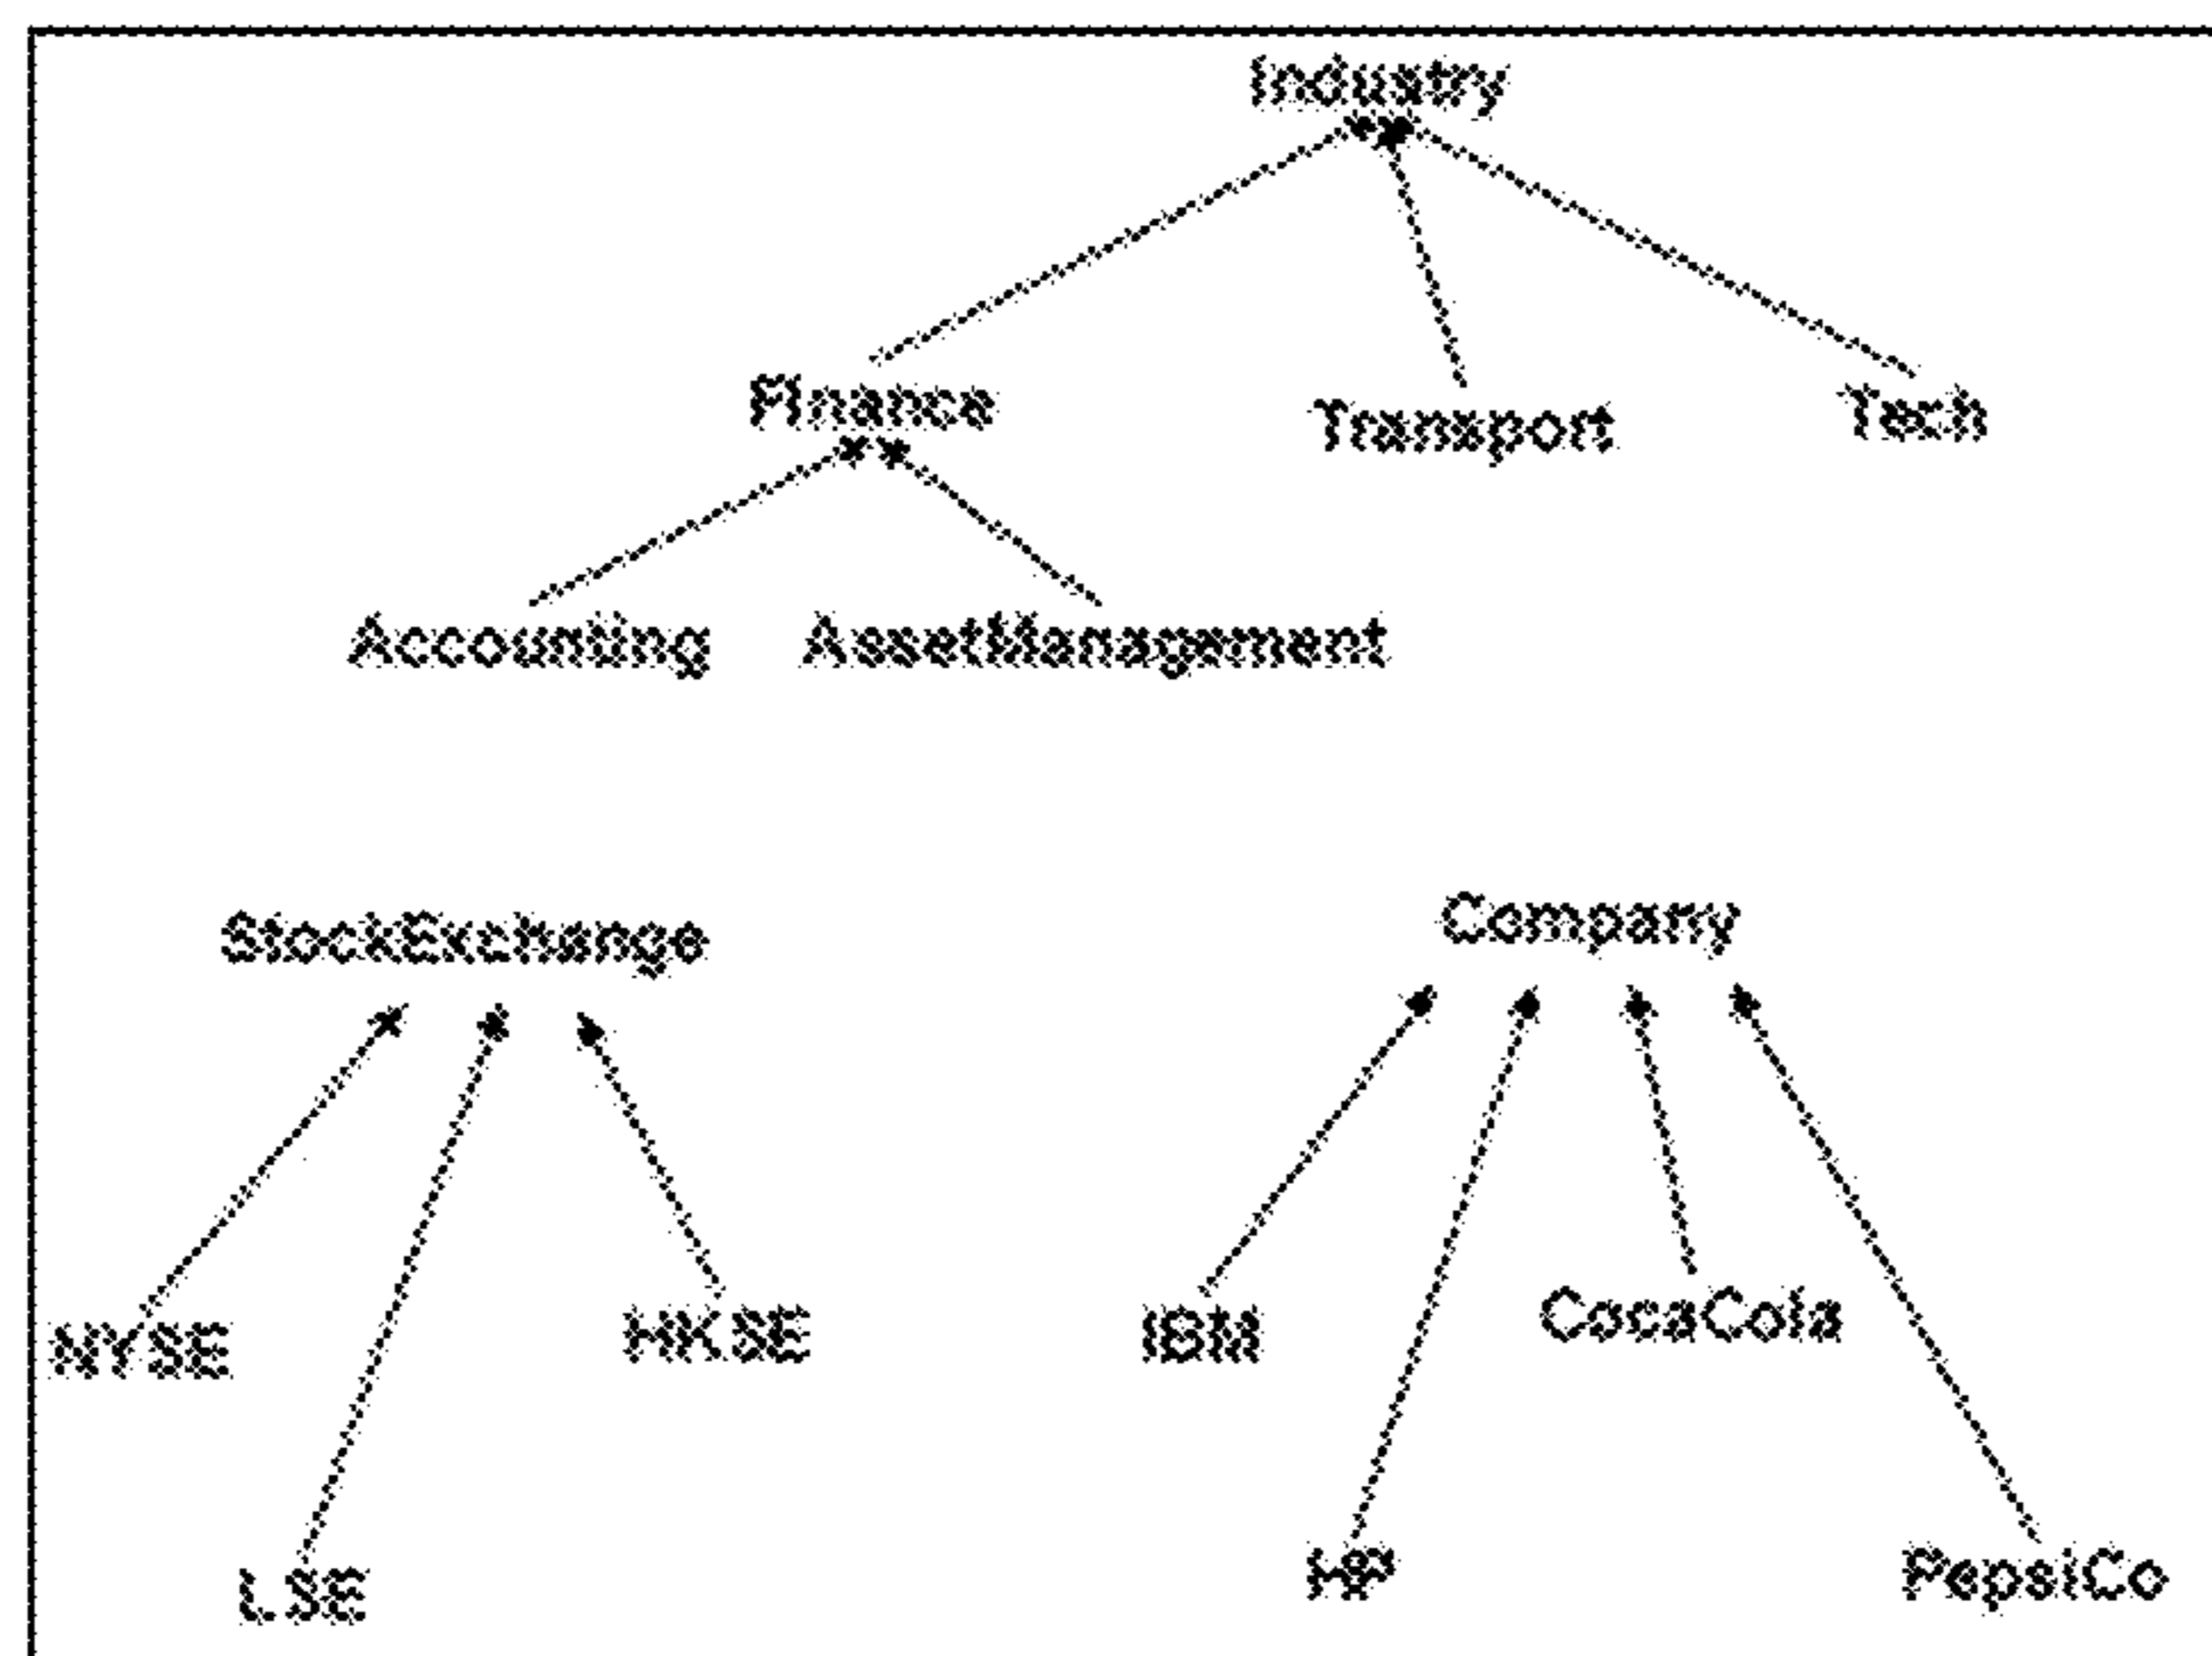 Industry
Finance Transport Tech
Accounting AssetManagement
StockExchange Company
NYSE HKSE IBM CocaCola
LSE HP PepsiCo